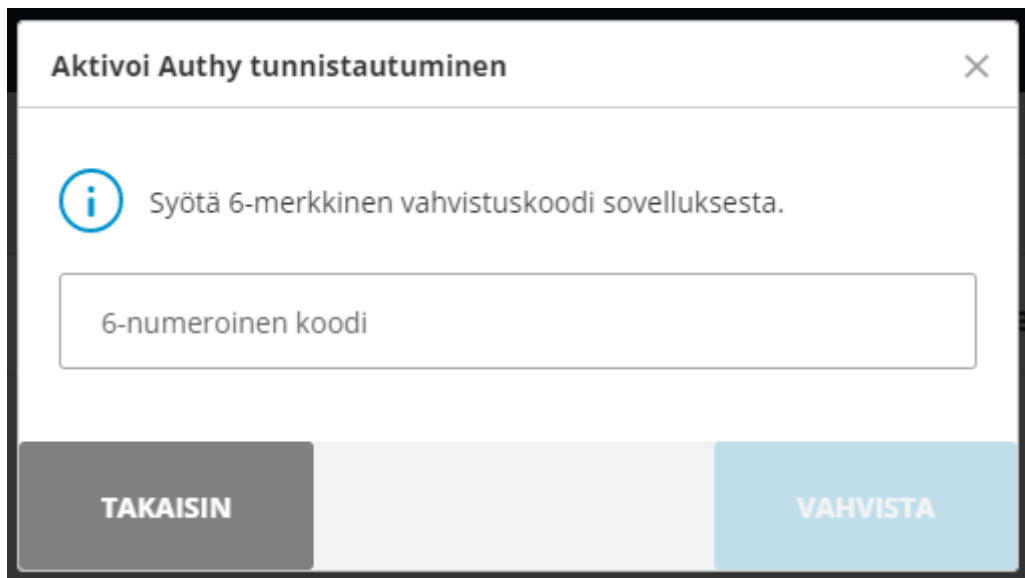 Aktivoi Authy tunnistautuminen
Syötä 6-merkkinen vahvistuskoodi sovelluksesta.
6-numeroinen koodi
TAKAISIN
VAHVISTA